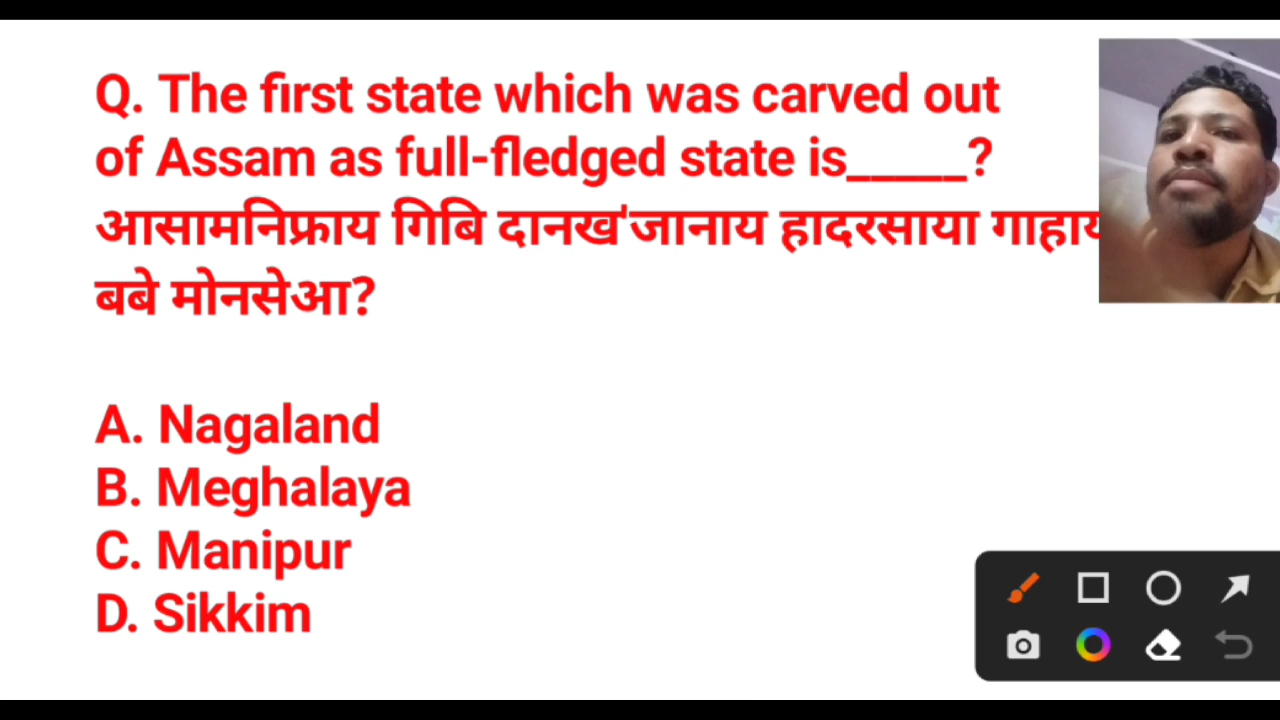 Q. The first state which was carved out
of Assam as full-fledged state is_____?
आसामनिफ्राय गिबि दानख'जानाय हादरसाया गाहाय
बबे मोनसेआ?
A. Nagaland
B. Meghalaya
C. Manipur
D. Sikkim